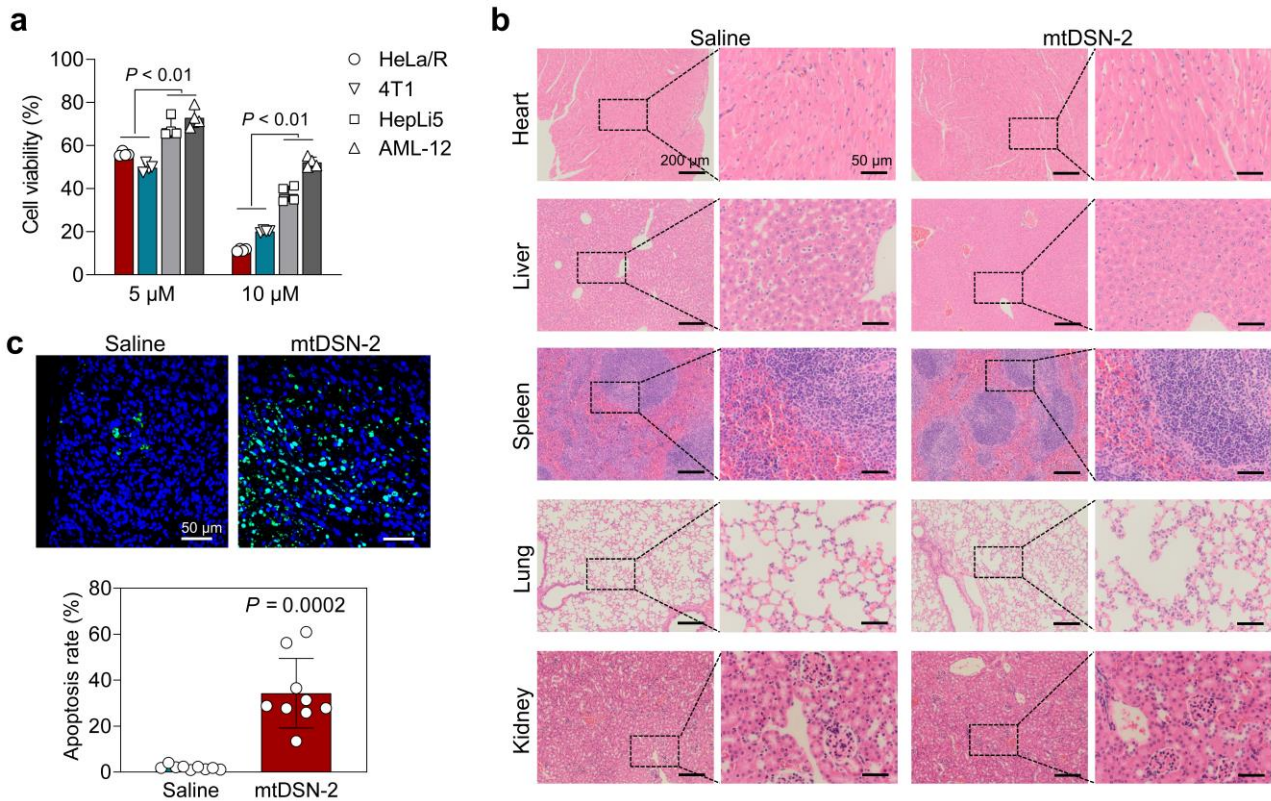 a
Cell viability (%)
100
80
60
40
20
0
P < 0.01
P < 0.01
5 µM
10 µM
HeLa/R
4T1
HepLi5
AML-12
b
Saline
mtDSN-2
Heart
200 µm
50 µm
Liver
Spleen
Lung
Kidney
c
Saline
mtDSN-2
50 µm
Apoptosis rate (%)
80
60
40
20
0
P = 0.0002
Saline
mtDSN-2